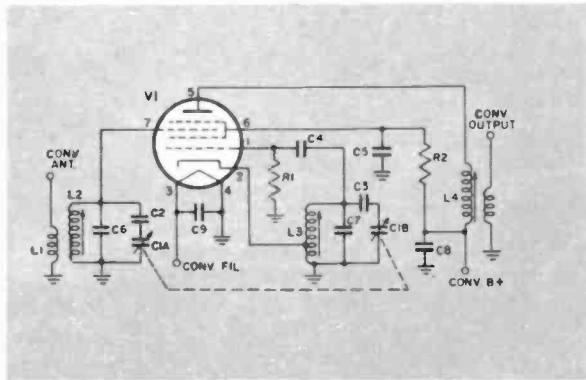 V1
5
7
6
1
2
3
4
CONV
ANT.
L2
L1
C6
C2
C1A
C9
CONV FIL
R1
C4
L3
C7
C3
C1B
C5
R2
C8
L4
CONV
OUTPUT
CONV B+